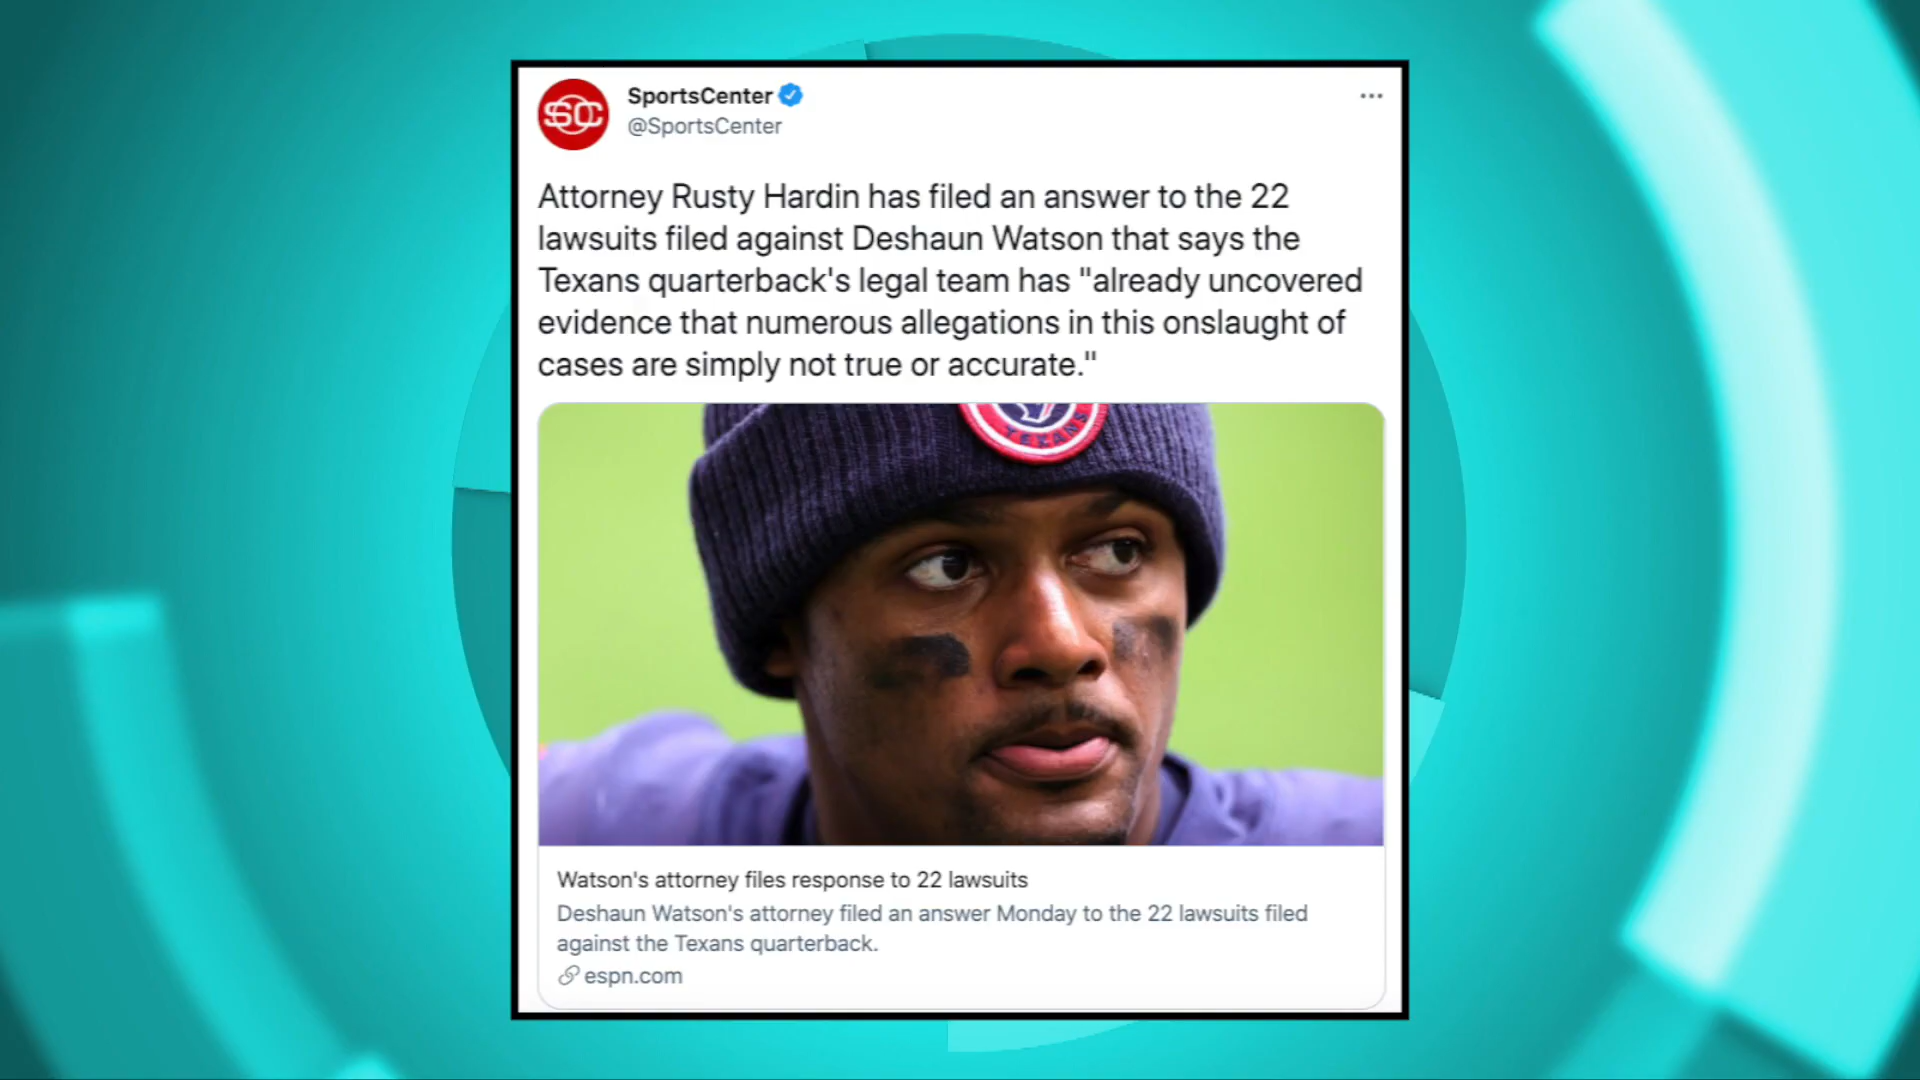 SC
SportsCenter
@SportsCenter
Attorney Rusty Hardin has filed an answer to the 22
lawsuits filed against Deshaun Watson that says the
Texans quarterback's legal team has "already uncovered
evidence that numerous allegations in this onslaught of
cases are simply not true or accurate."
TEXANS
Watson's attorney files response to 22 lawsuits
Deshaun Watson's attorney filed an answer Monday to the 22 lawsuits filed
against the Texans quarterback.
espn.com